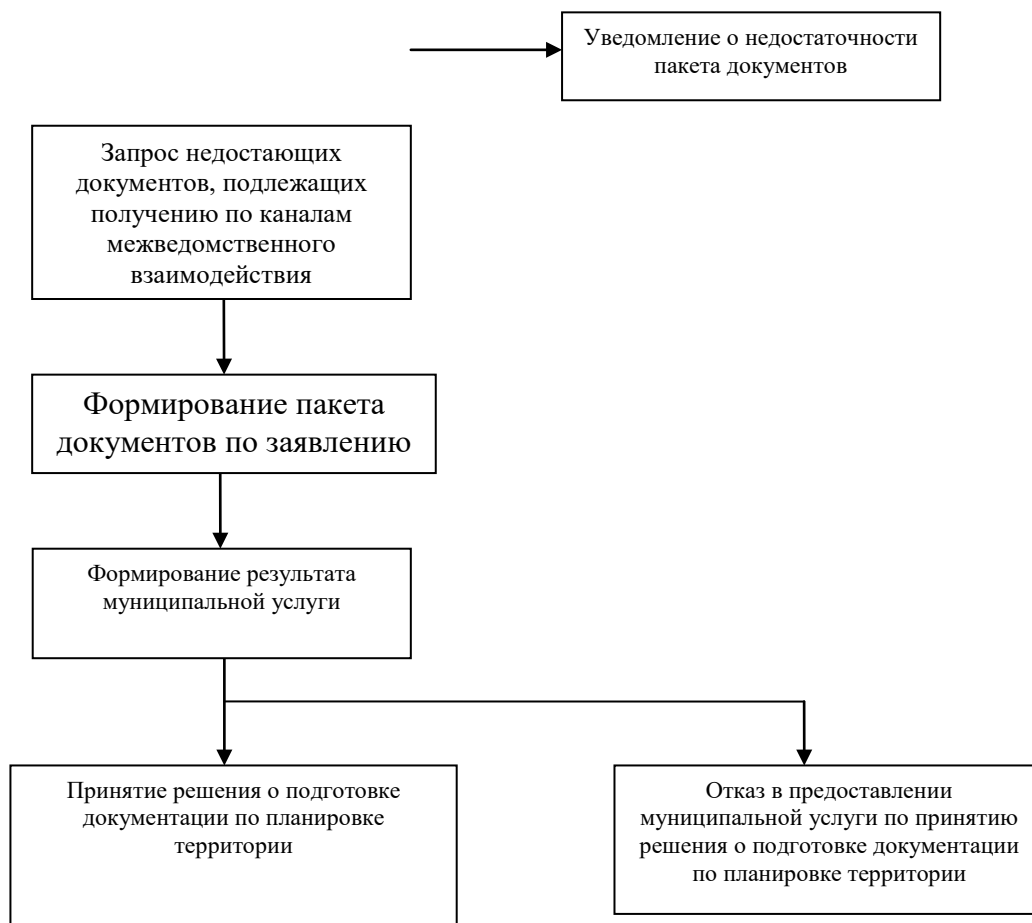 Уведомление о недостаточности
пакета документов
Запрос недостающих
документов, подлежащих
получению по каналам
межведомственного
взаимодействия
Формирование пакета
документов по заявлению
Формирование результата
муниципальной услуги
Принятие решения о подготовке
документации по планировке
территории
Отказ в предоставлении
муниципальной услуги по принятию
решения о подготовке документации
по планировке территории